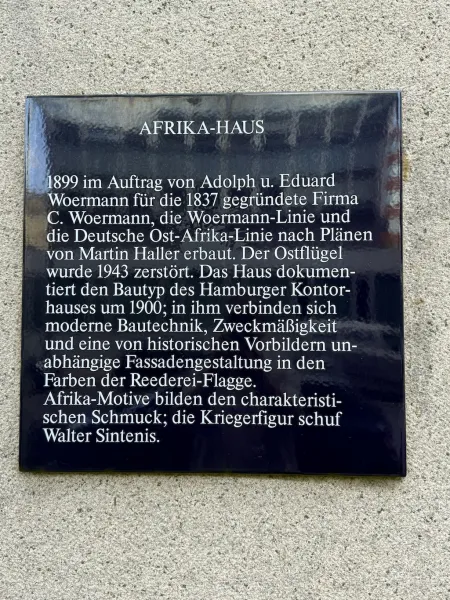 AFRIKA-HAUS
1899 im Auftrag von Adolph u. Eduard
Woermann für die 1837 gegründete Firma
C. Woermann, die Woermann-Linie und
die Deutsche Ost-Afrika-Linie nach Plänen
von Martin Haller erbaut. Der Ostflügel
wurde 1943 zerstört. Das Haus dokumen-
tiert den Bautyp des Hamburger Kontor-
hauses um 1900; in ihm verbinden sich
moderne Bautechnik, Zweckmäßigkeit
und eine von historischen Vorbildern un-
abhängige Fassadengestaltung in den
Farben der Reederei-Flagge.
Afrika-Motive bilden den charakteristi-
schen Schmuck; die Kriegerfigur schuf
Walter Sintenis.